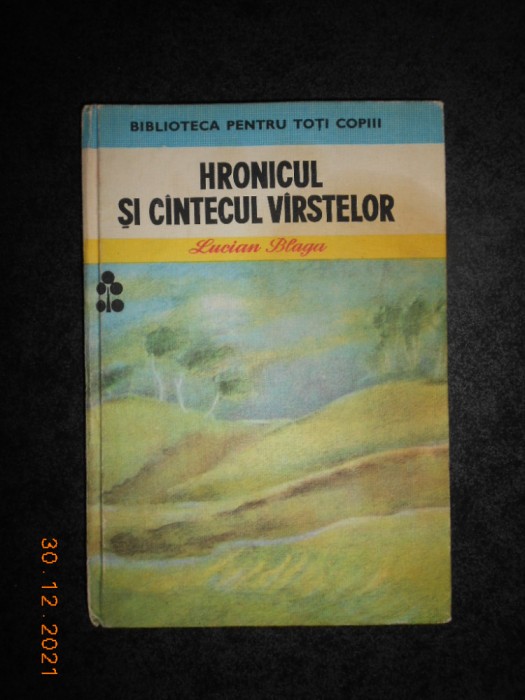 BIBLIOTECA PENTRU TOȚI COPIII
HRONICUL
ȘI CÎNTECUL VÎRSTELOR
Lucian Blaga
30.12.2021